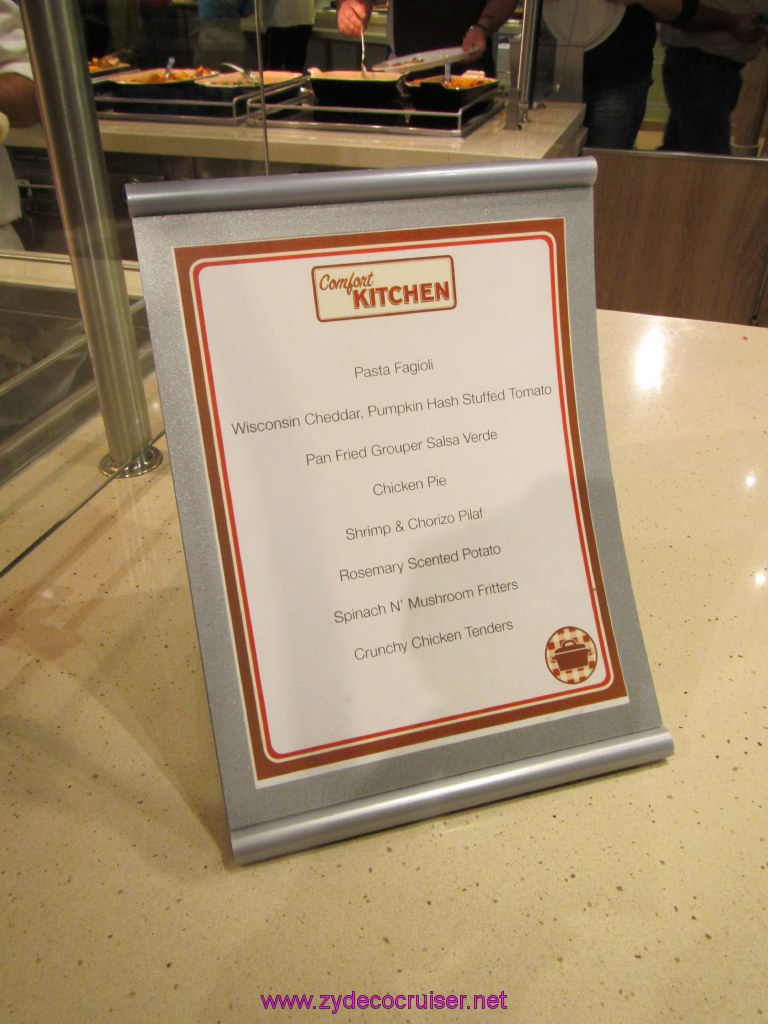 Comfort
KITCHEN
Pasta Fagioli
Wisconsin Cheddar, Pumpkin Hash Stuffed Tomato
Pan Fried Grouper Salsa Verde
Chicken Pie
Shrimp & Chorizo Pilaf
Rosemary Scented Potato
Spinach N' Mushroom Fritters
Crunchy Chicken Tenders
www.zydecocruiser.net